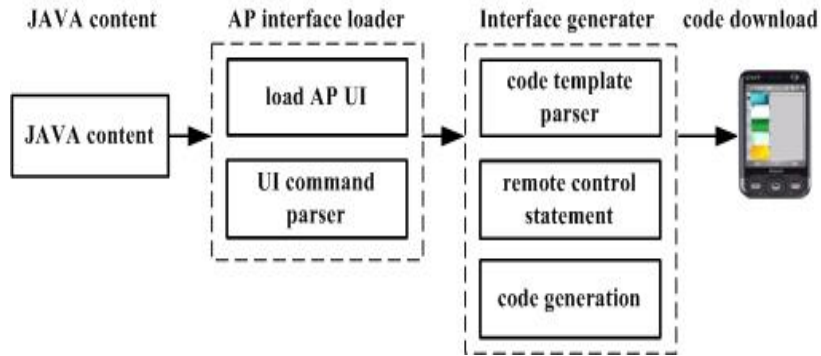 JAVA content
AP interface loader
Interface generater
code download
JAVA content
load AP UI
UI command
parser
code template
parser
remote control
statement
code generation